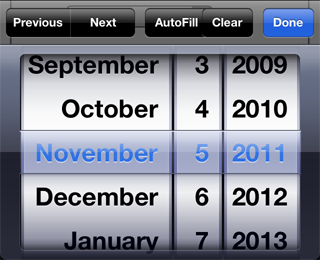 Previous Next AutoFill Clear Done
September 3 2009
October 4 2010
November 5 2011
December 6 2012
January 7 2013